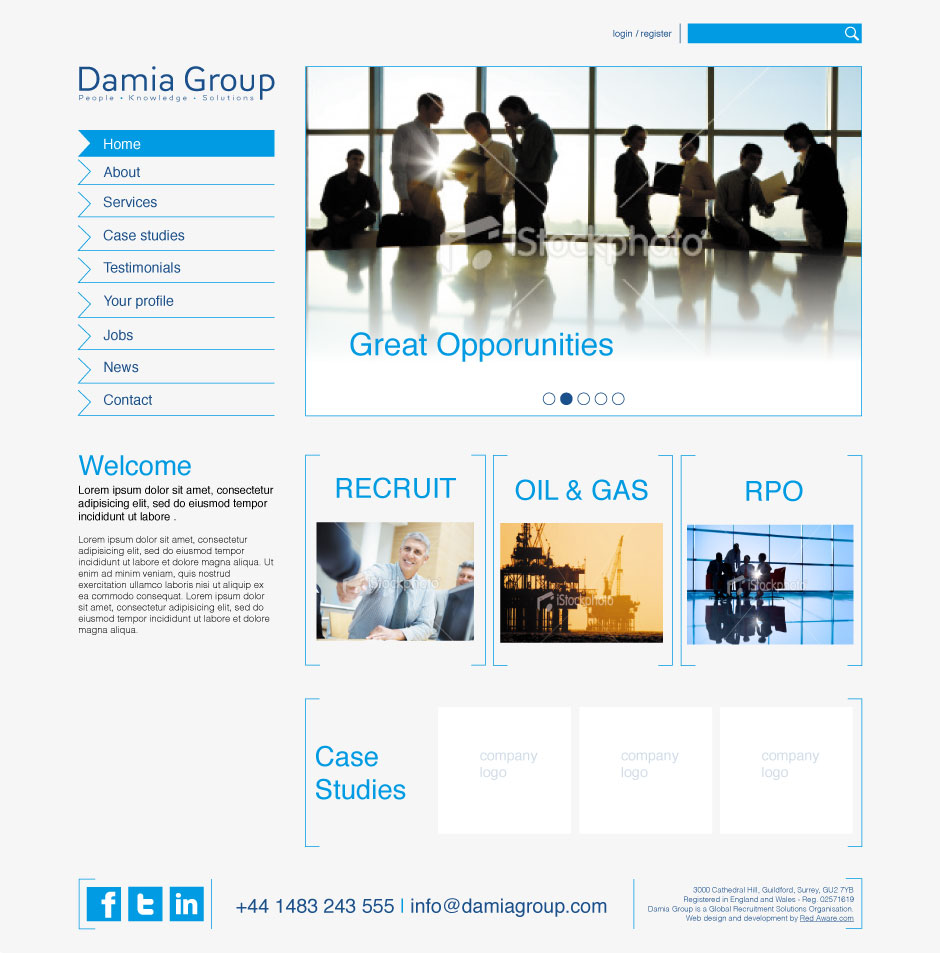 login / register
Damia Group
People • Knowledge • Solutions
Home
About
Services
Case studies
Testimonials
Your profile
Jobs
News
Contact
iStockphoto
Great Opporunities
Welcome
Lorem ipsum dolor sit amet, consectetur
adipisicing elit, sed do eiusmod tempor
incididunt ut labore .
Lorem ipsum dolor sit amet, consectetur
adipisicing elit, sed do eiusmod tempor
incididunt ut labore et dolore magna aliqua. Ut
enim ad minim veniam, quis nostrud
exercitation ullamco laboris nisi ut aliquip ex
ea commodo consequat. Lorem ipsum dolor
sit amet, consectetur adipisicing elit, sed do
eiusmod tempor incididunt ut labore et dolore
magna aliqua.
RECRUIT
iStockphoto
OIL & GAS
iStockphoto
RPO
iStockphoto
Case
Studies
company
logo
company
logo
company
logo
f
t
in
+44 1483 243 555 | info@damiagroup.com
3000 Cathedral Hill, Guildford, Surrey, GU2 7YB
Registered in England and Wales - Reg. 02571619
Damia Group is a Global Recruitment Solutions Organisation.
Web design and development by Red Aware.com